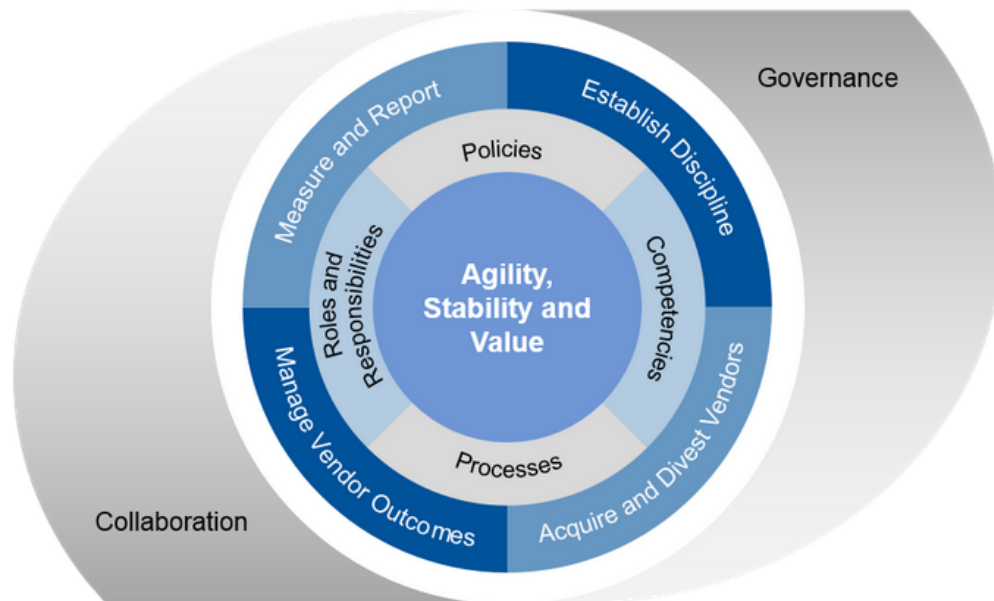 Governance
Measure and Report
Establish Discipline
Policies
Roles and
Responsibilities
Agility,
Stability and
Value
Competencies
Processes
Manage Vendor Outcomes
Acquire and Divest Vendors
Collaboration